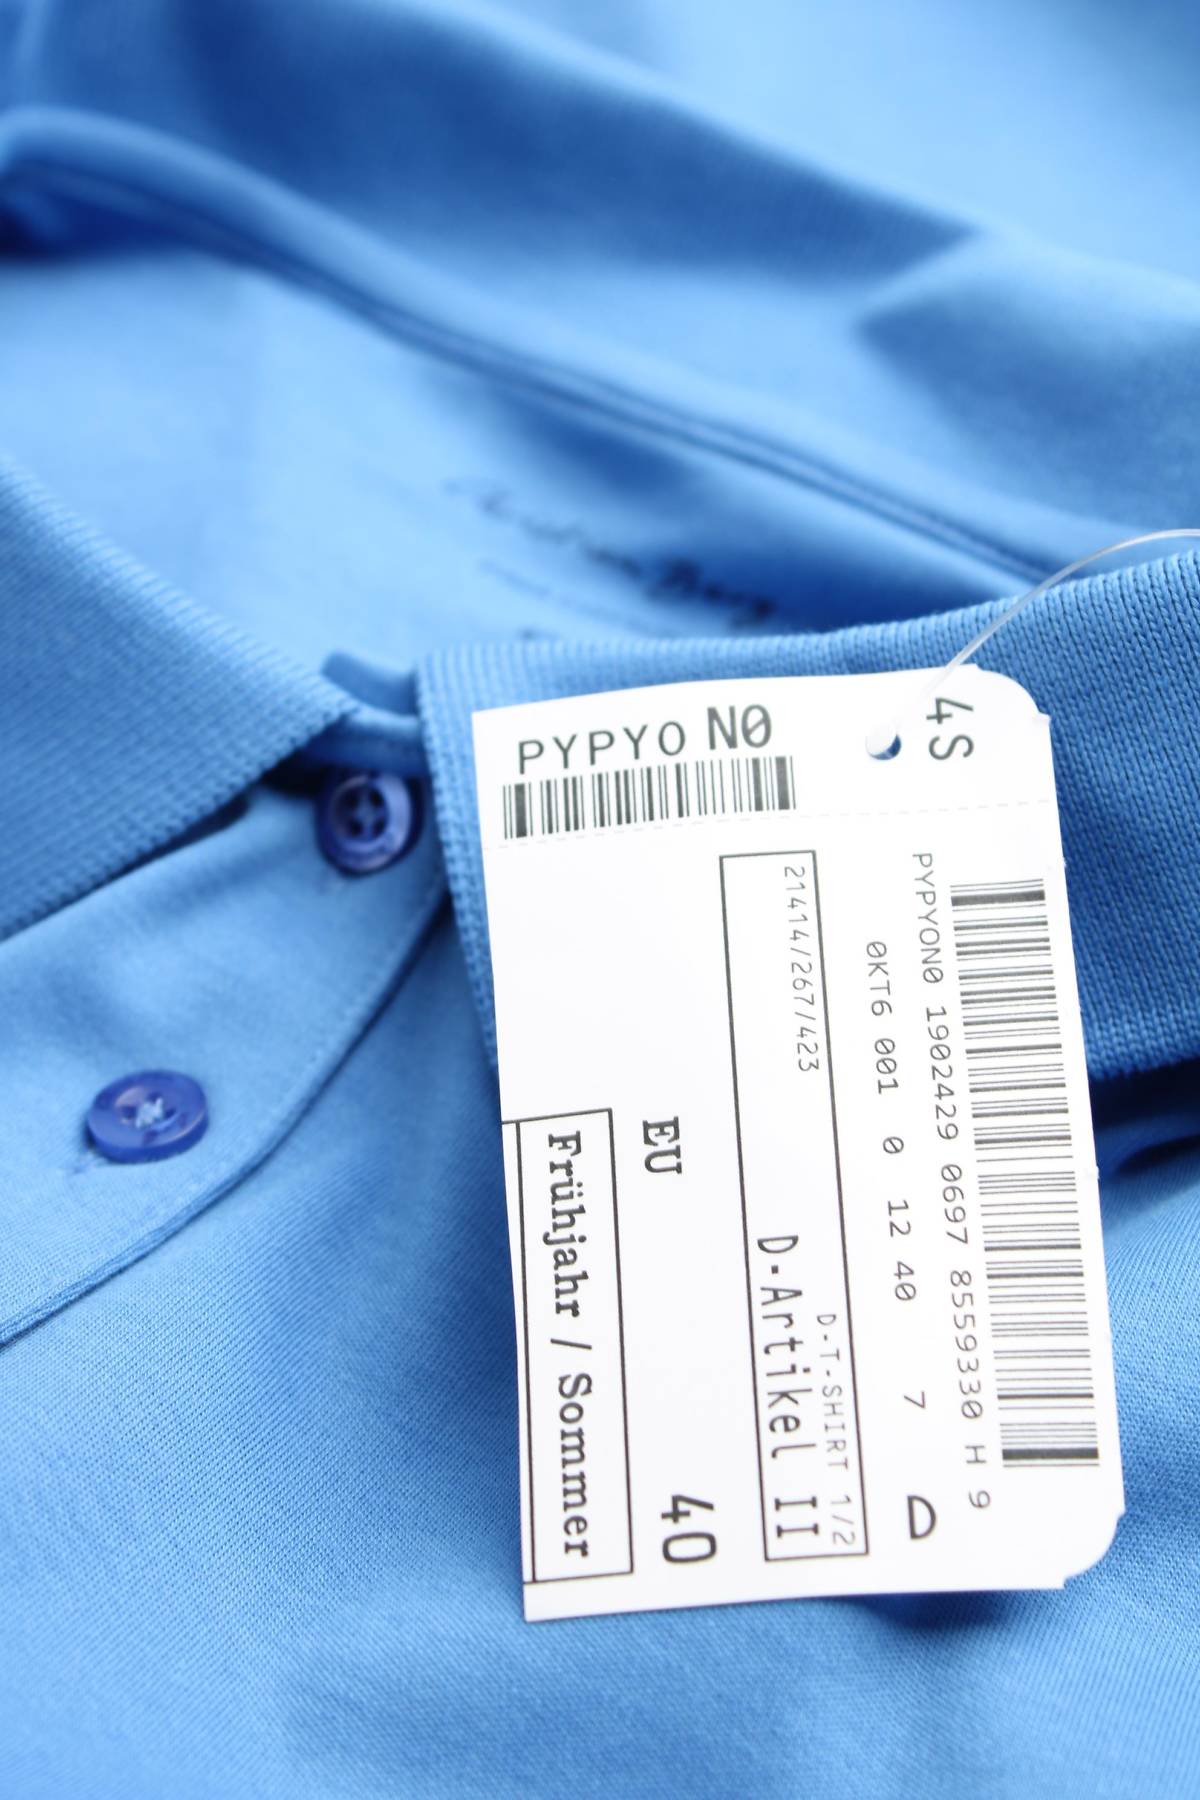 PYPYO NO
4S
PYPYON0 1902429 0697 8559330 H 9
0KT6 001 0 12 40 7 D
21414/267/423 D-T-SHIRT 1/2
D-Artikel II
EU 40
Frühjahr / Sommer